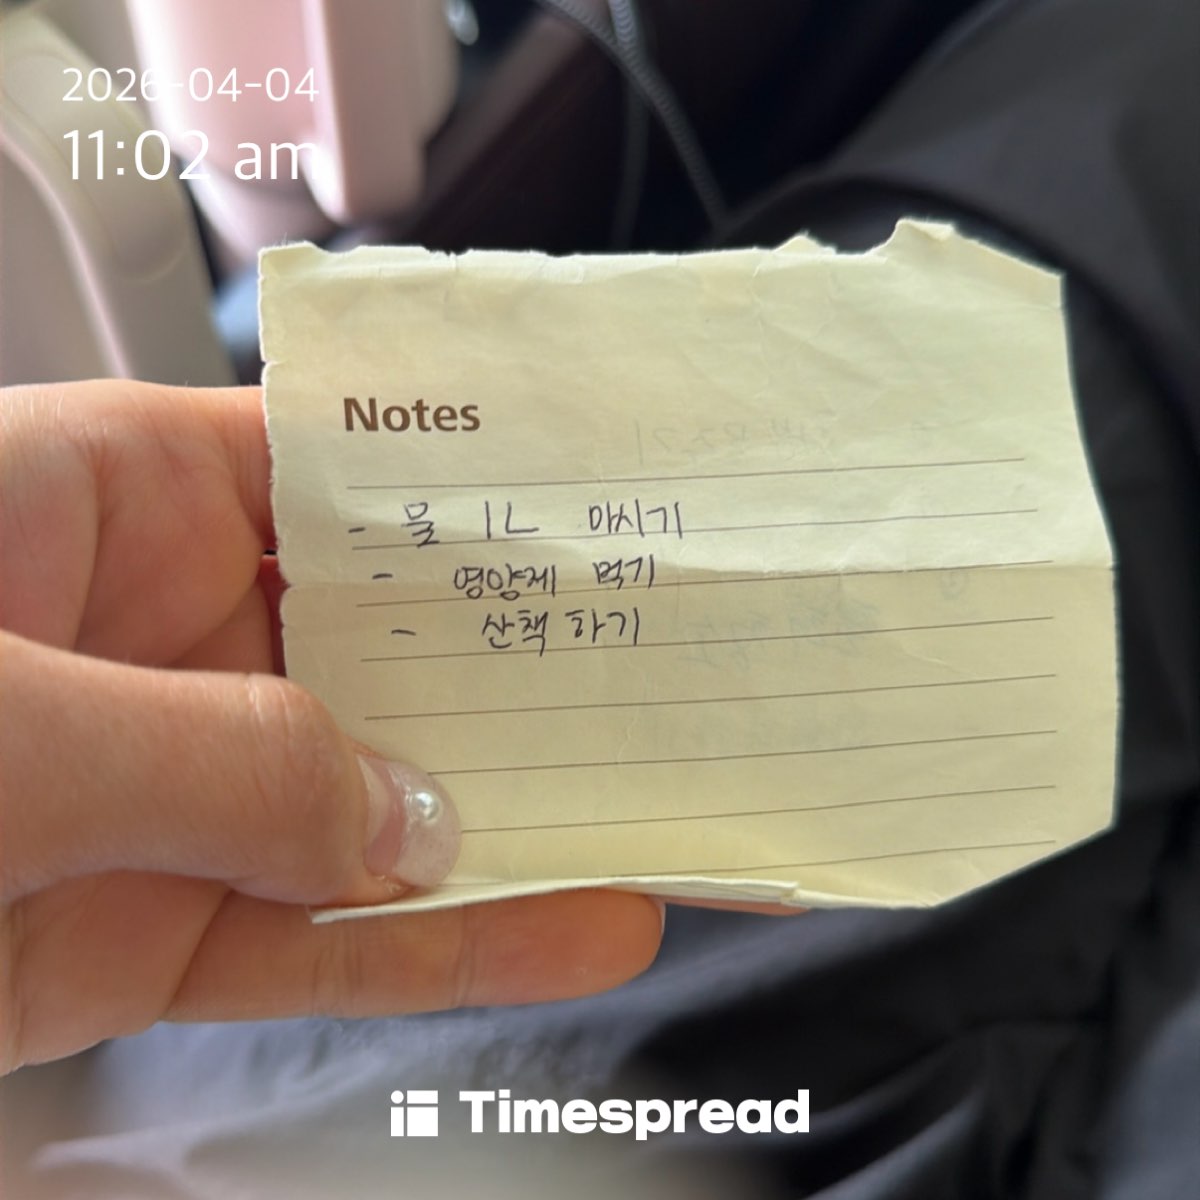 2026-04-04
11:02 am
Notes
- 물 1L 마시기
- 영양제 먹기
- 산책 하기
Timespread